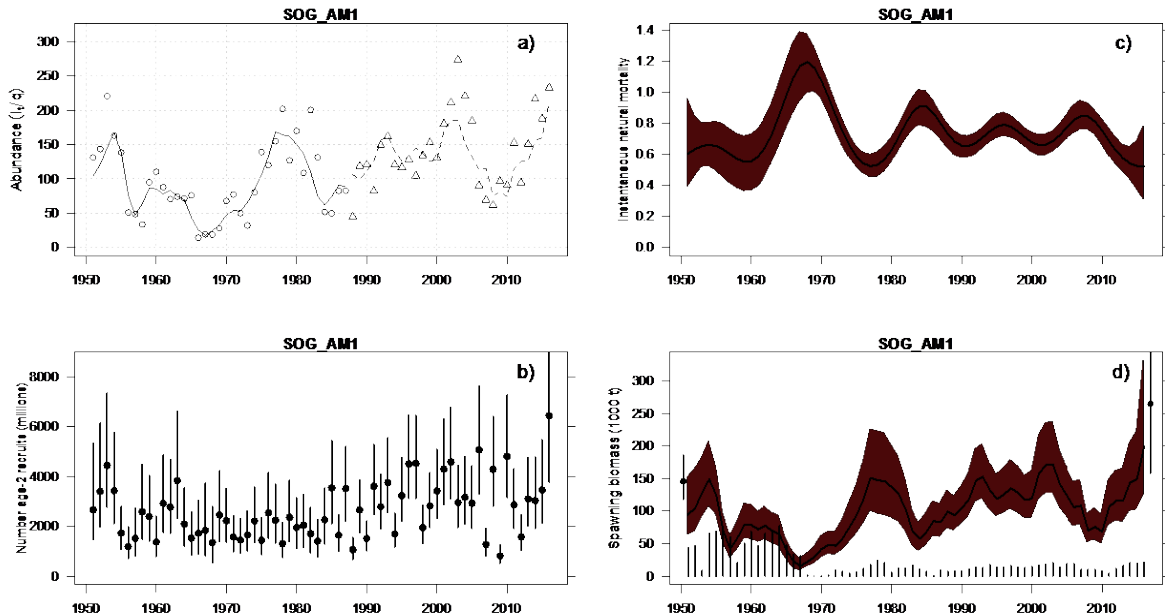 SOG_AM1
a)
Abundance (Iₜ/q)
300
250
200
150
100
50
0
1950 1960 1970 1980 1990 2000 2010
SOG_AM1
c)
Instentaneous natural mortality
1.4
1.2
1.0
0.8
0.6
0.4
0.2
0.0
1950 1960 1970 1980 1990 2000 2010
SOG_AM1
b)
Number age-2 recruits (millions)
8000
6000
4000
2000
0
1950 1960 1970 1980 1990 2000 2010
SOG_AM1
d)
Spawning biomass (1000 t)
300
250
200
150
100
50
0
1950 1960 1970 1980 1990 2000 2010